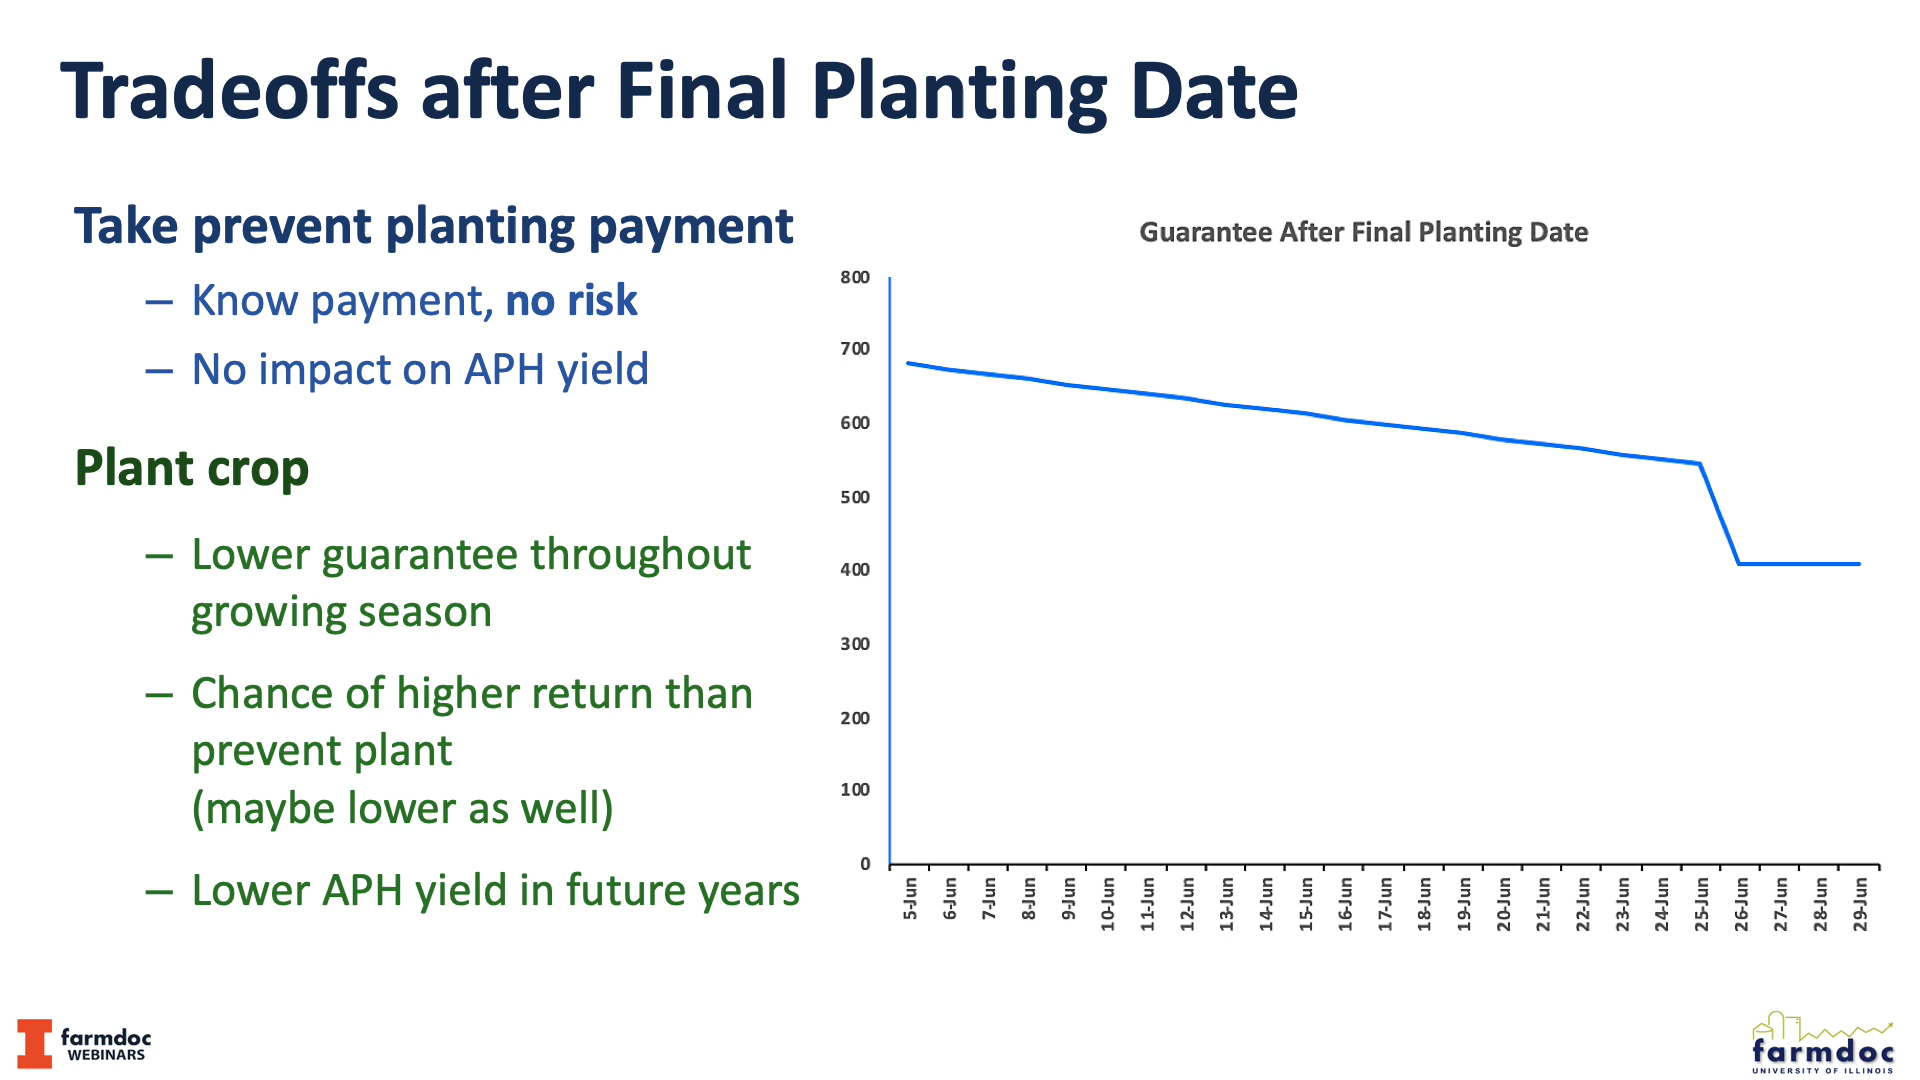 Tradeoffs after Final Planting Date
Take prevent planting payment
– Know payment, no risk
– No impact on APH yield
Plant crop
– Lower guarantee throughout
growing season
– Chance of higher return than
prevent plant
(maybe lower as well)
– Lower APH yield in future years
Guarantee After Final Planting Date
800
700
600
500
400
300
200
100
0
5-Jun
6-Jun
7-Jun
8-Jun
9-Jun
10-Jun
11-Jun
12-Jun
13-Jun
14-Jun
15-Jun
16-Jun
17-Jun
18-Jun
19-Jun
20-Jun
21-Jun
22-Jun
23-Jun
24-Jun
25-Jun
26-Jun
27-Jun
28-Jun
29-Jun
farmdoc
WEBINARS
farmdoc
UNIVERSITY OF ILLINOIS